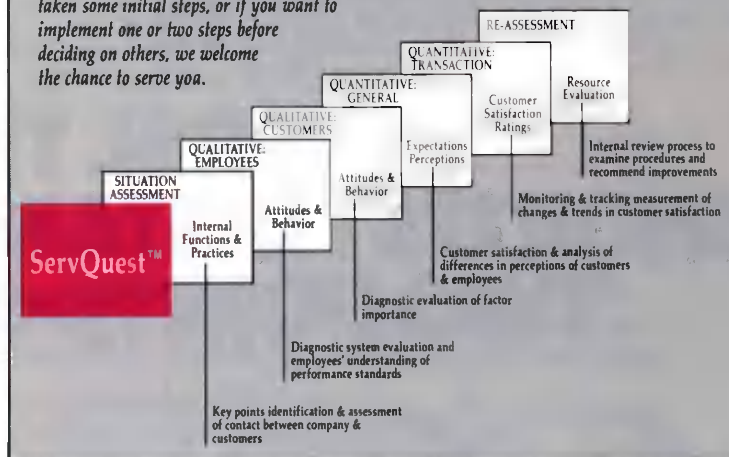 taken some initial steps, or if you want to
implement one or two steps before
deciding on others, we welcome
the chance to serve you.
ServQuest™
SITUATION
ASSESSMENT
Internal
Functions &
Practices
Key points identification & assessment
of contact between company &
customers
QUALITATIVE:
EMPLOYEES
Attitudes &
Behavior
Diagnostic system evaluation and
employees' understanding of
performance standards
QUALITATIVE:
CUSTOMERS
Attitudes &
Behavior
Diagnostic evaluation of factor
importance
QUANTITATIVE:
GENERAL
Expectations
Perceptions
Customer satisfaction & analysis of
differences in perceptions of customers
& employees
QUANTITATIVE:
TRANSACTION
Customer
Satisfaction
Ratings
Monitoring & tracking measurement of
changes & trends in customer satisfaction
RE-ASSESSMENT
Resource
Evaluation
Internal review process to
examine procedures and
recommend improvements